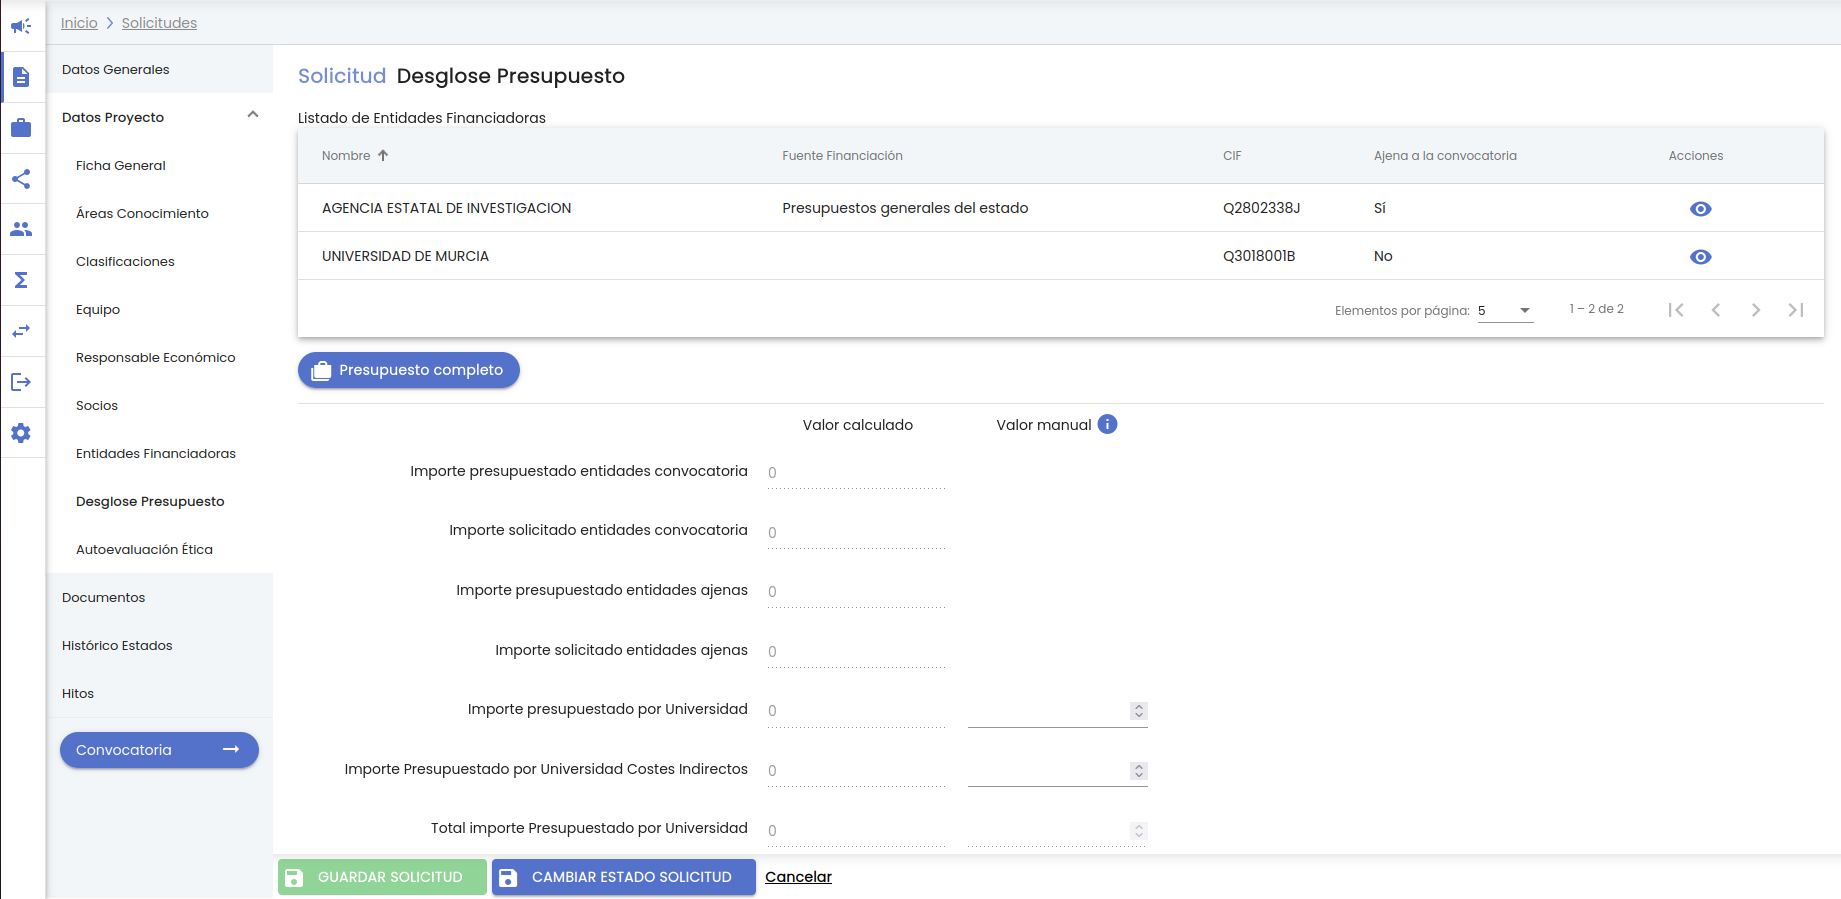 Inicio > Solicitudes
Datos Generales
Datos Proyecto
Ficha General
Áreas Conocimiento
Clasificaciones
Equipo
Responsable Económico
Socios
Entidades Financiadoras
Desglose Presupuesto
Autoevaluación Ética
Documentos
Histórico Estados
Hitos
Convocatoria
Solicitud Desglose Presupuesto
Listado de Entidades Financiadoras
Nombre Fuente Financiación CIF Ajena a la convocatoria Acciones
AGENCIA ESTATAL DE INVESTIGACION Presupuestos generales del estado Q2802338J Sí
UNIVERSIDAD DE MURCIA Q3018001B No
Elementos por página: 5 1 – 2 de 2
Presupuesto completo
Valor calculado Valor manual i
Importe presupuestado entidades convocatoria 0
Importe solicitado entidades convocatoria 0
Importe presupuestado entidades ajenas 0
Importe solicitado entidades ajenas 0
Importe presupuestado por Universidad 0
Importe Presupuestado por Universidad Costes Indirectos 0
Total importe Presupuestado por Universidad 0
GUARDAR SOLICITUD CAMBIAR ESTADO SOLICITUD Cancelar